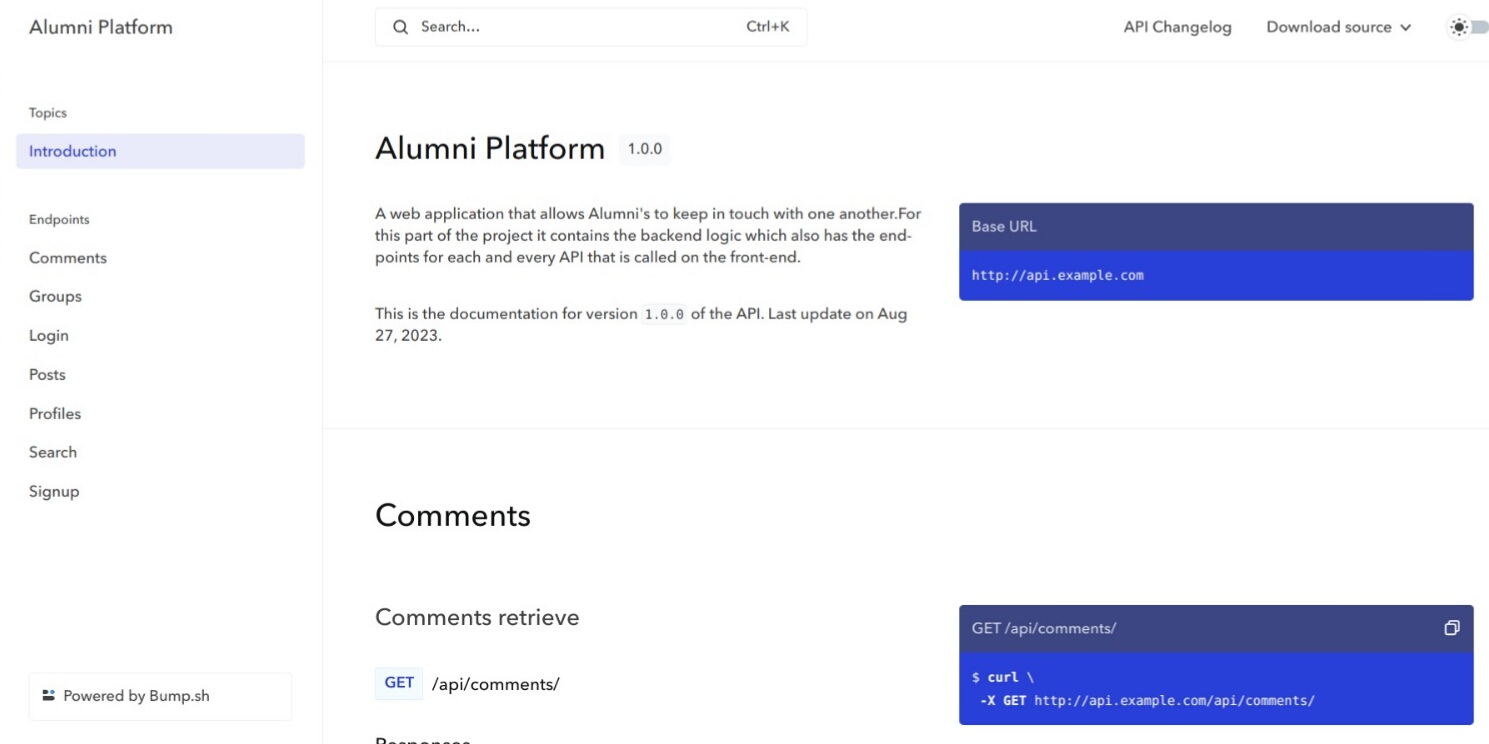 Alumni Platform
Search...
Ctrl+K
API Changelog
Download source
Topics
Introduction
Endpoints
Comments
Groups
Login
Posts
Profiles
Search
Signup
Powered by Bump.sh
Alumni Platform 1.0.0
A web application that allows Alumni's to keep in touch with one another.For
this part of the project it contains the backend logic which also has the end-
points for each and every API that is called on the front-end.
This is the documentation for version 1.0.0 of the API. Last update on Aug
27, 2023.
Base URL
http://api.example.com
Comments
Comments retrieve
GET /api/comments/
Responses
GET /api/comments/
$ curl \
-X GET http://api.example.com/api/comments/